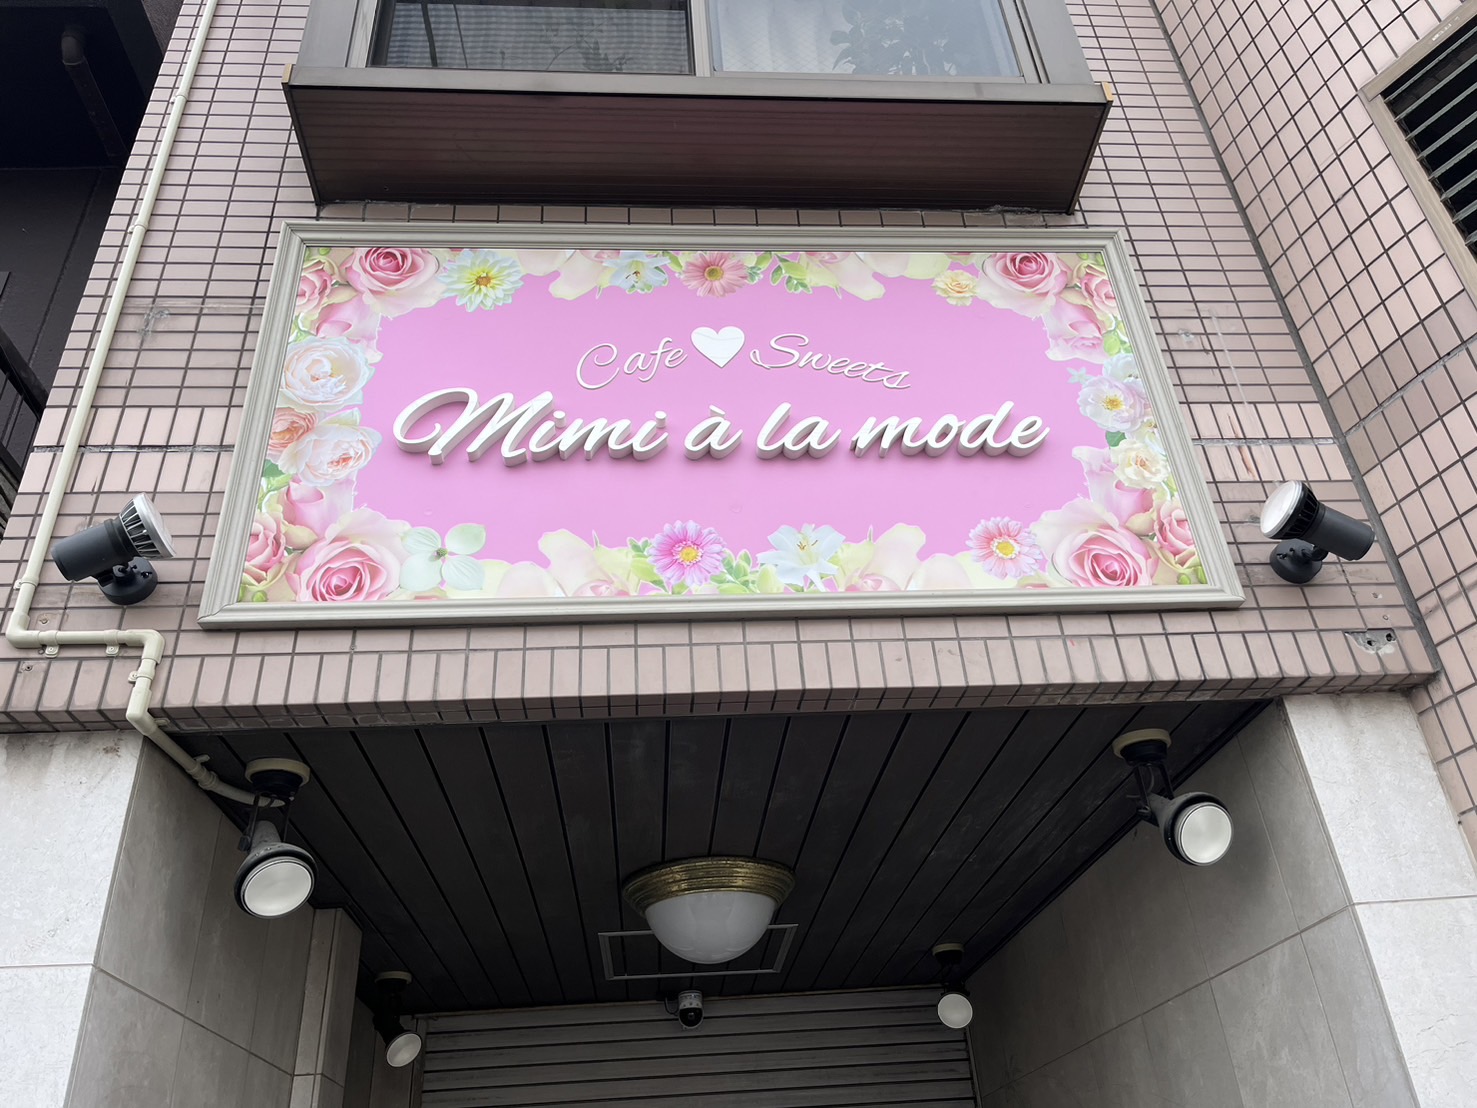 Cafe Sweets
Mimi à la mode